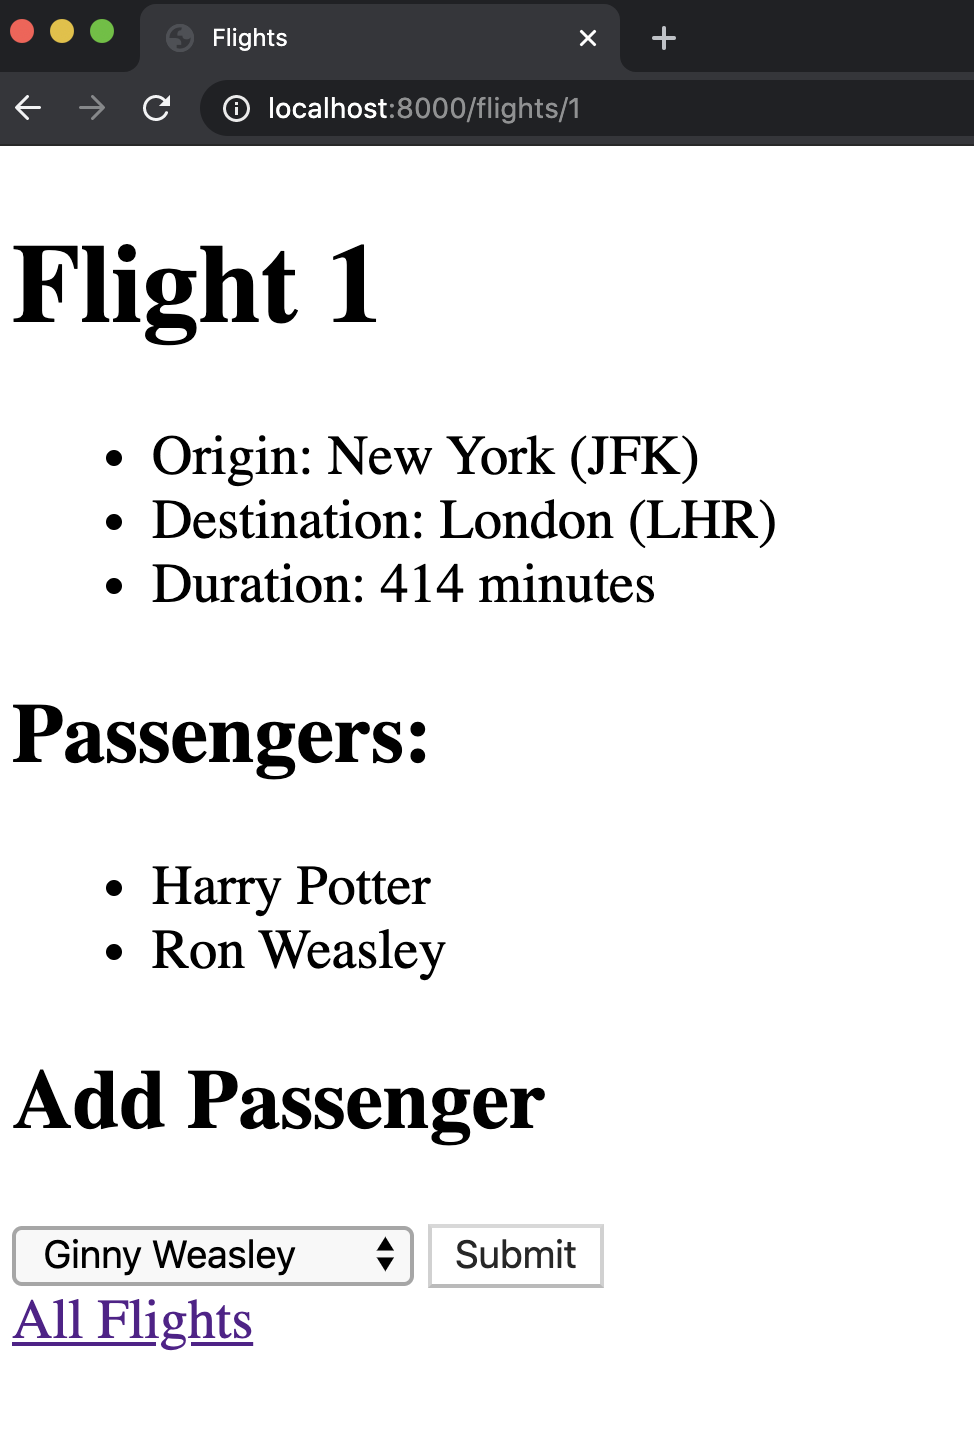 Flights
localhost:8000/flights/1
Flight 1
Origin: New York (JFK)
Destination: London (LHR)
Duration: 414 minutes
Passengers:
Harry Potter
Ron Weasley
Add Passenger
Ginny Weasley Submit
All Flights